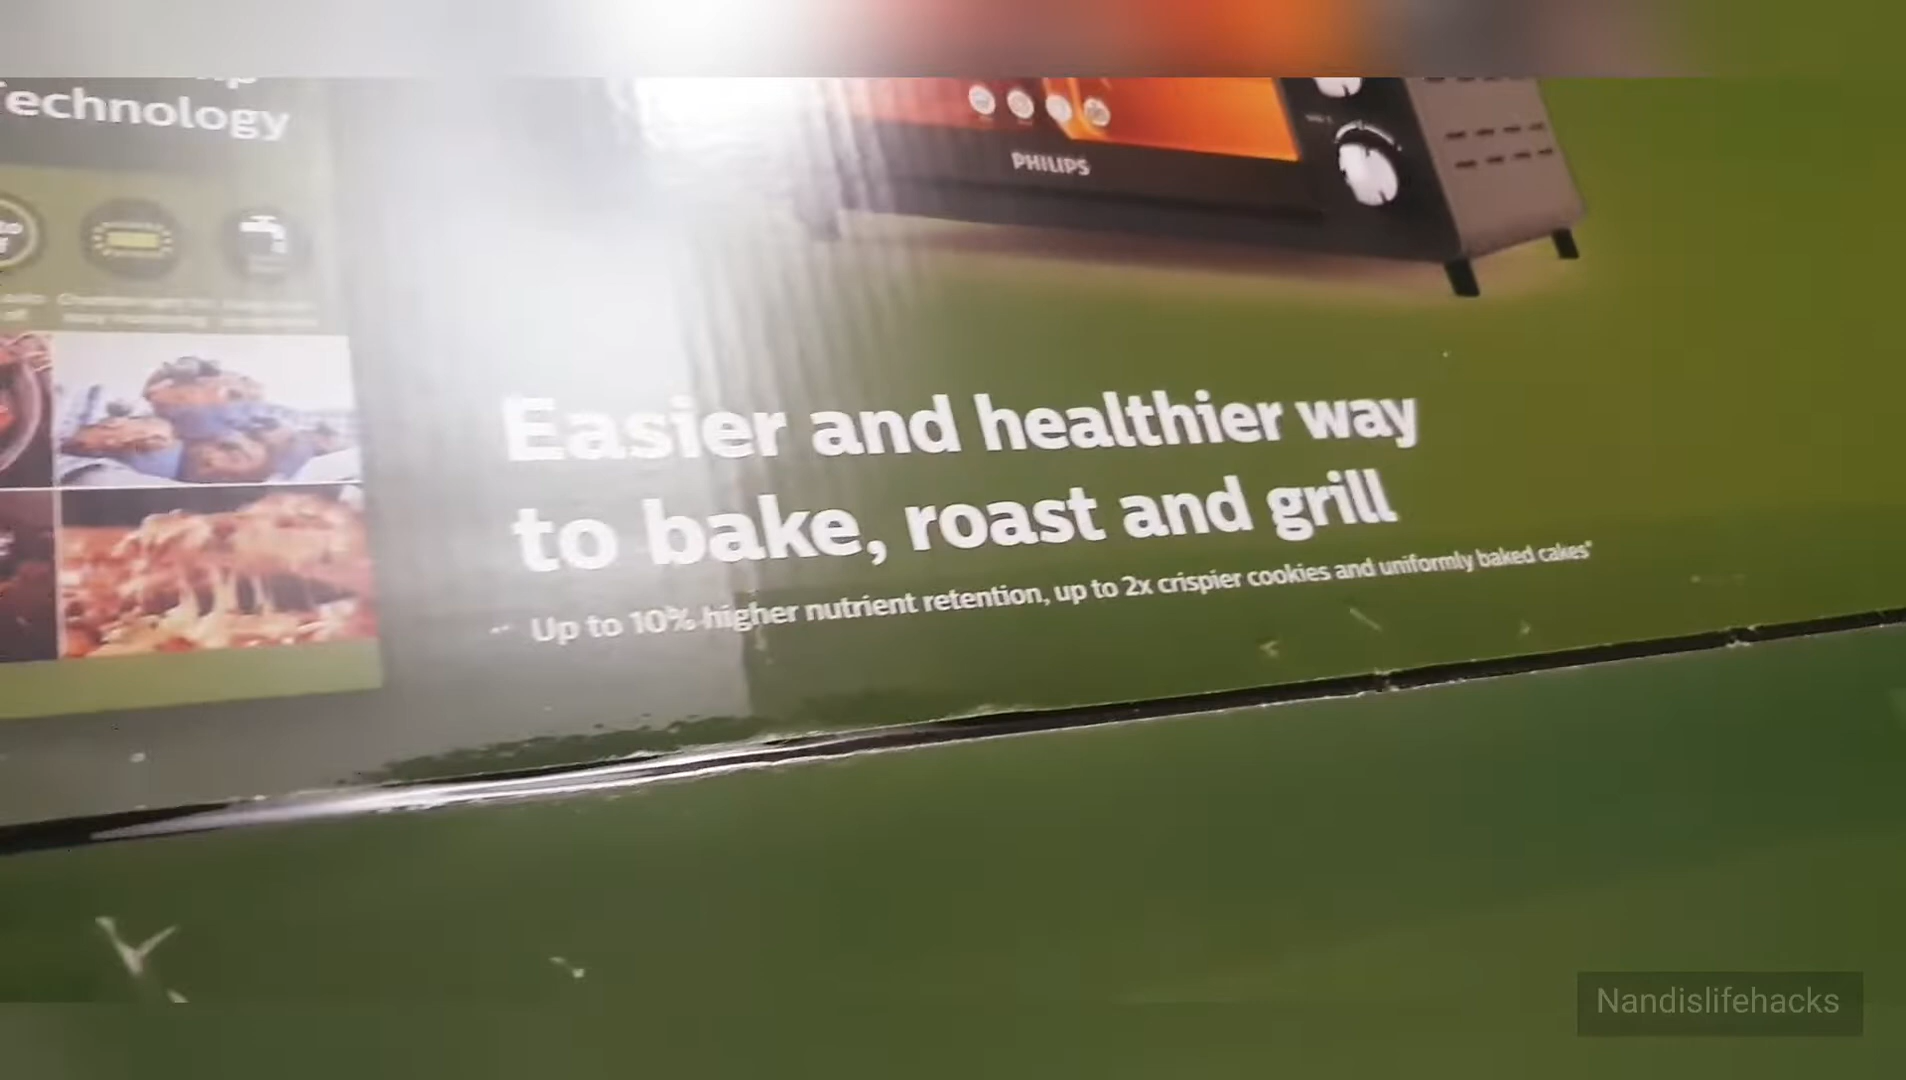 Technology
PHILIPS
Easier and healthier way
to bake, roast and grill
Up to 10% higher nutrient retention, up to 2x crispier cookies and uniformly baked cakes*
Nandislifehacks